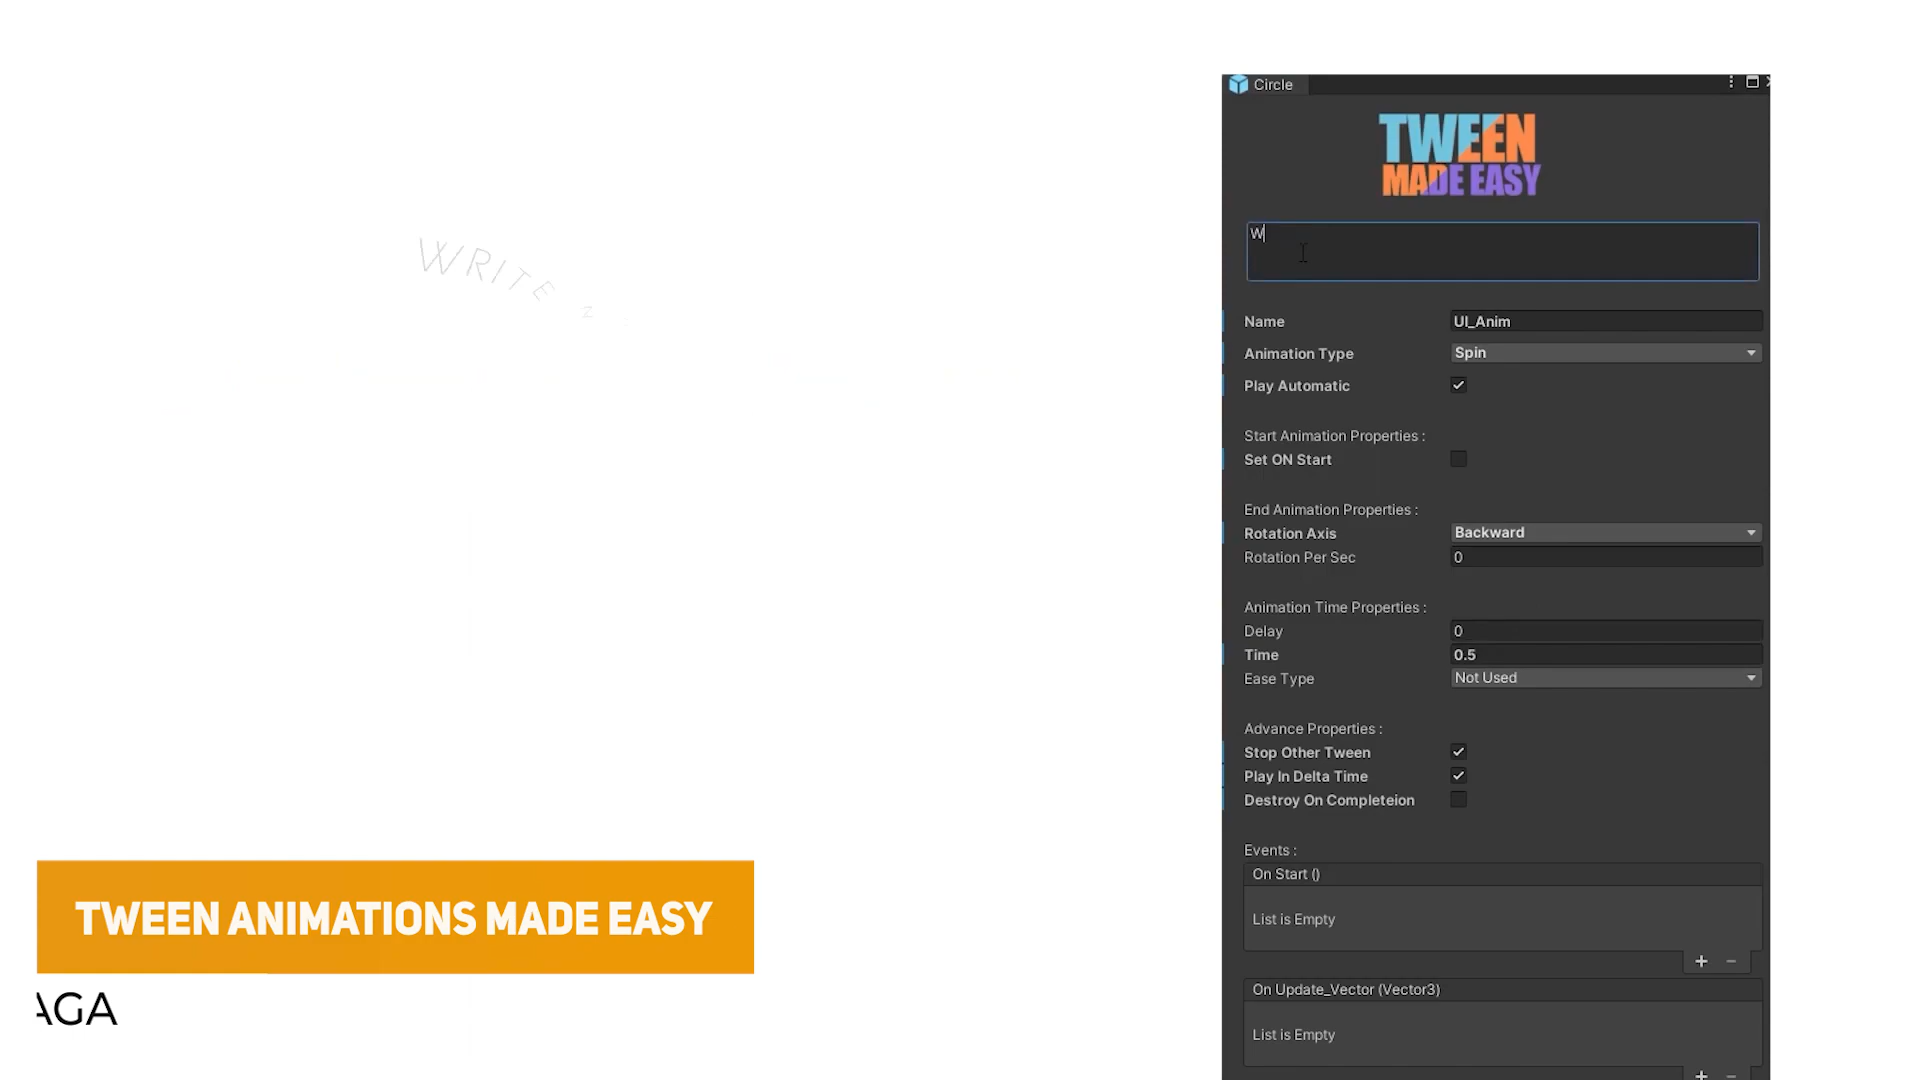 WRITE
TWEEN ANIMATIONS MADE EASY
AGA
Circle
TWEEN
MADE EASY
W
Name UI_Anim
Animation Type Spin
Play Automatic
Start Animation Properties :
Set ON Start
End Animation Properties :
Rotation Axis Backward
Rotation Per Sec 0
Animation Time Properties :
Delay 0
Time 0.5
Ease Type Not Used
Advance Properties :
Stop Other Tween
Play In Delta Time
Destroy On Completeion
Events :
On Start ()
List is Empty
+ −
On Update_Vector (Vector3)
List is Empty
+ −